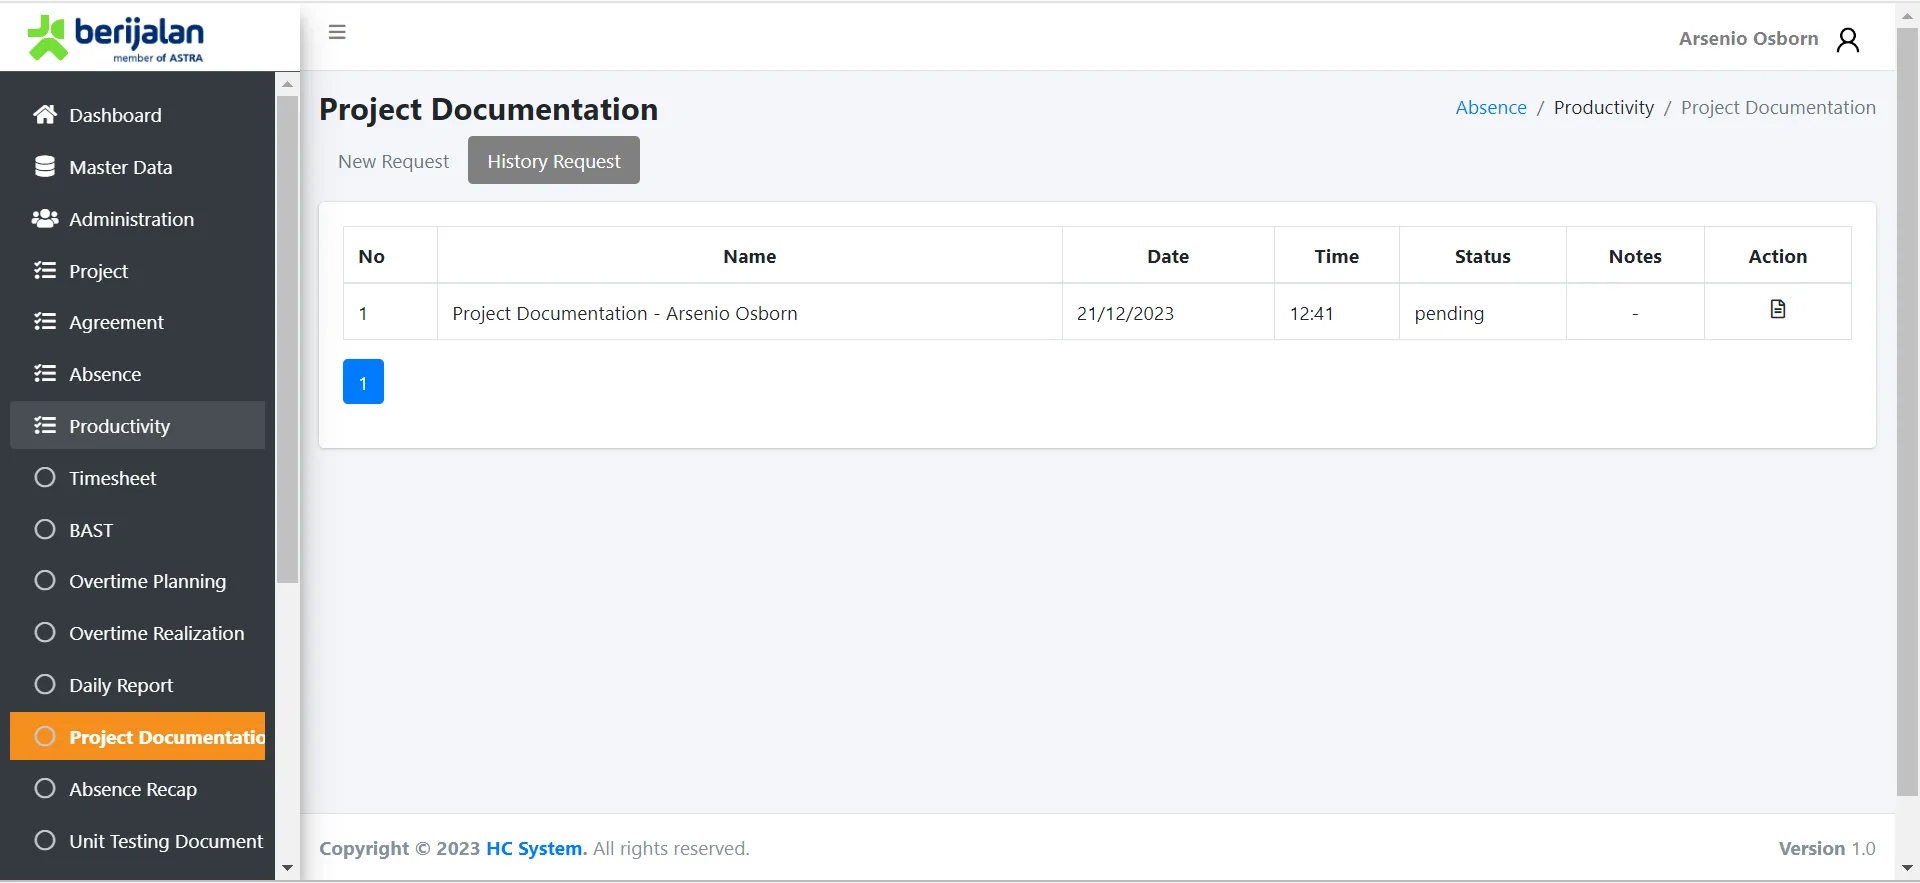 berijalan
member of ASTRA
Arsenio Osborn
Dashboard
Master Data
Administration
Project
Agreement
Absence
Productivity
Timesheet
BAST
Overtime Planning
Overtime Realization
Daily Report
Project Documentatio
Absence Recap
Unit Testing Document
Project Documentation
Absence / Productivity / Project Documentation
New Request History Request
No Name Date Time Status Notes Action
1 Project Documentation - Arsenio Osborn 21/12/2023 12:41 pending -
1
Copyright © 2023 HC System. All rights reserved.
Version 1.0